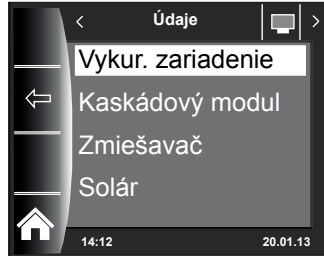 < Údaje >
Vykur. zariadenie
Kaskádový modul
Zmiešavač
Solár
14:12 20.01.13